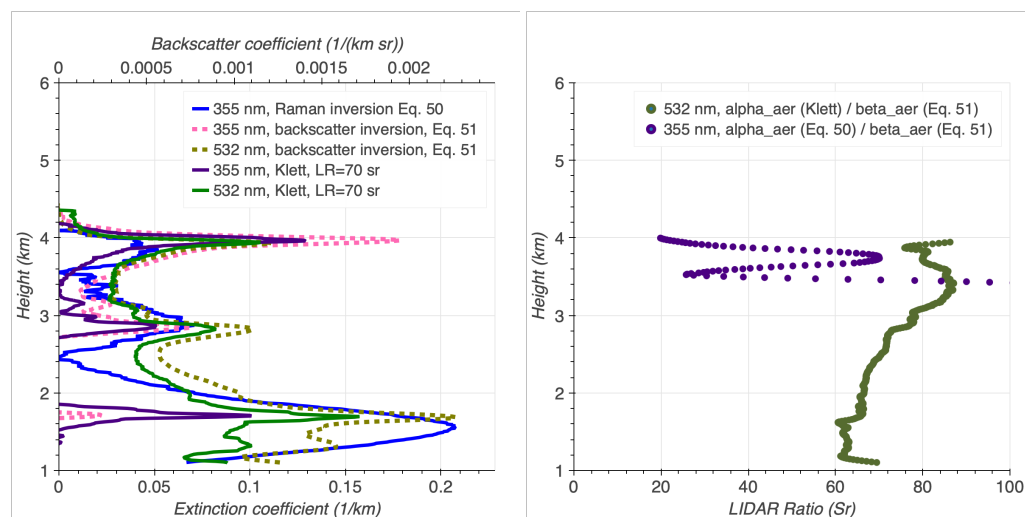 Backscatter coefficient (1/(km sr))
0 0.0005 0.001 0.0015 0.002
6
5
4
3
2
1
Height (km)
355 nm, Raman inversion Eq. 50
355 nm, backscatter inversion, Eq. 51
532 nm, backscatter inversion, Eq. 51
355 nm, Klett, LR=70 sr
532 nm, Klett, LR=70 sr
0 0.05 0.1 0.15 0.2
Extinction coefficient (1/km)
6
5
4
3
2
1
Height (km)
532 nm, alpha_aer (Klett) / beta_aer (Eq. 51)
355 nm, alpha_aer (Eq. 50) / beta_aer (Eq. 51)
0 20 40 60 80 100
LIDAR Ratio (Sr)